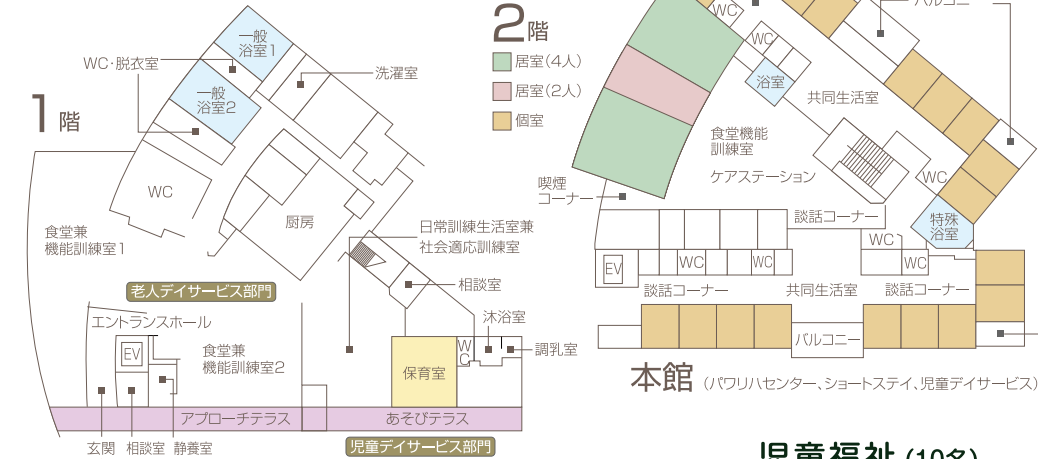 1階
一般
浴室1
WC・脱衣室
一般
浴室2
洗濯室
WC
食堂兼
機能訓練室1
厨房
日常訓練生活室兼
社会適応訓練室
相談室
老人デイサービス部門
エントランスホール
EV
食堂兼
機能訓練室2
沐浴室
WC
調乳室
保育室
アプローチテラス
あそびテラス
玄関
相談室
静養室
児童デイサービス部門
2階
居室（4人）
居室（2人）
個室
WC
バルコニー
WC
浴室
共同生活室
食堂機能
訓練室
ケアステーション
喫煙
コーナー
WC
特殊
浴室
談話コーナー
WC
EV
WC
WC
WC
談話コーナー
共同生活室
談話コーナー
バルコニー
本館（パワリハセンター、ショートステイ、児童デイサービス）
児童福祉（10名）